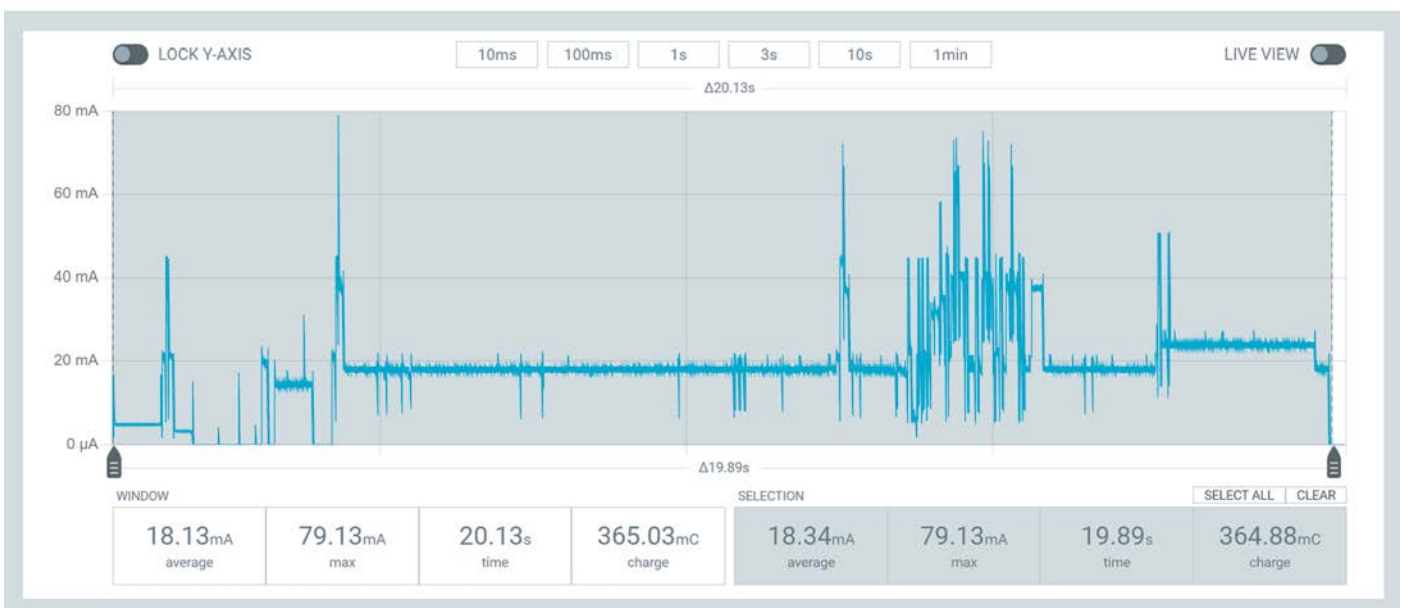 LOCK Y-AXIS 10ms 100ms 1s 3s 10s 1min LIVE VIEW
Δ20.13s
80 mA
60 mA
40 mA
20 mA
0 µA
Δ19.89s
WINDOW SELECTION SELECT ALL CLEAR
18.13mA 79.13mA 20.13s 365.03mC 18.34mA 79.13mA 19.89s 364.88mC
average max time charge average max time charge